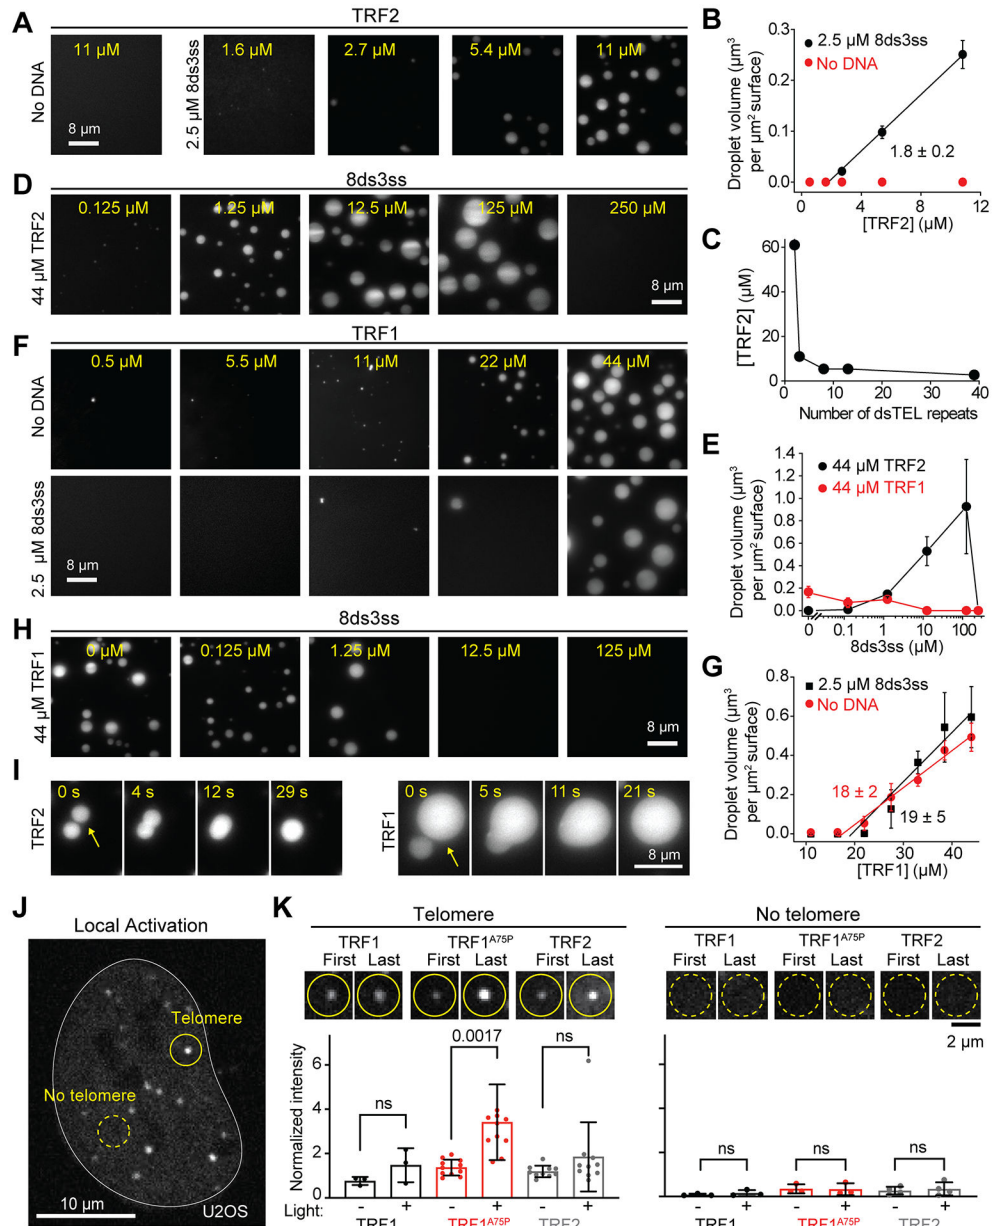 A
TRF2
11 µM
1.6 µM
2.7 µM
5.4 µM
11 µM
No DNA
2.5 µM 8ds3ss
8 µm
B
Droplet volume (µm³
per µm² surface)
0.3
0.2
0.1
0.0
2.5 µM 8ds3ss
No DNA
1.8 ± 0.2
0 4 8 12
[TRF2] (µM)
C
[TRF2] (µM)
60
40
20
0
0 10 20 30 40
Number of dsTEL repeats
D
8ds3ss
44 µM TRF2
0.125 µM
1.25 µM
12.5 µM
125 µM
250 µM
8 µm
E
Droplet volume (µm³
per µm² surface)
1.4
1.2
1.0
0.8
0.6
0.4
0.2
0.0
44 µM TRF2
44 µM TRF1
0 0.1 1 10 100
8ds3ss (µM)
F
TRF1
0.5 µM
5.5 µM
11 µM
22 µM
44 µM
No DNA
2.5 µM 8ds3ss
8 µm
G
Droplet volume (µm³
per µm² surface)
0.8
0.6
0.4
0.2
0.0
2.5 µM 8ds3ss
No DNA
18 ± 2
19 ± 5
10 20 30 40
[TRF1] (µM)
H
8ds3ss
44 µM TRF1
0 µM
0.125 µM
1.25 µM
12.5 µM
125 µM
8 µm
I
TRF2
0 s
4 s
12 s
29 s
TRF1
0 s
5 s
11 s
21 s
8 µm
J
Local Activation
Telomere
No telomere
10 µm
U2OS
K
Telomere
TRF1 TRF1A75P TRF2
First Last First Last First Last
No telomere
TRF1 TRF1A75P TRF2
First Last First Last First Last
2 µm
Normalized intensity
6
4
2
0
ns
0.0017
ns
Light: - + - + - +
TRF1 TRF1A75P TRF2
ns
ns
ns
- + - + - +
TRF1 TRF1A75P TRF2